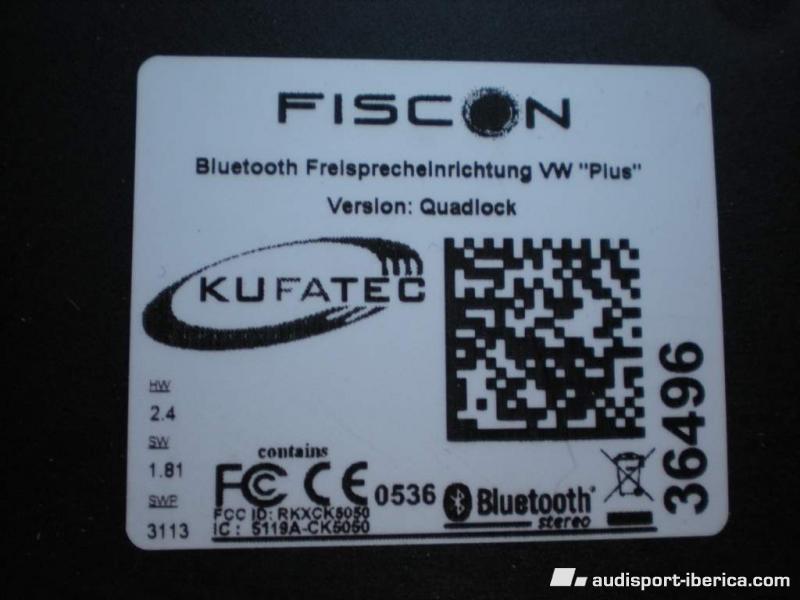 FISCON
Bluetooth Freisprecheinrichtung VW "Plus"
Version: Quadlock
KUFATEC
36496
HW
2.4
SW
1.81
SWP
3113
contains
FC CE 0536 Bluetooth
stereo
FCC ID: RKXCK5050
IC: 5119A-CK5050
audisport-iberica.com